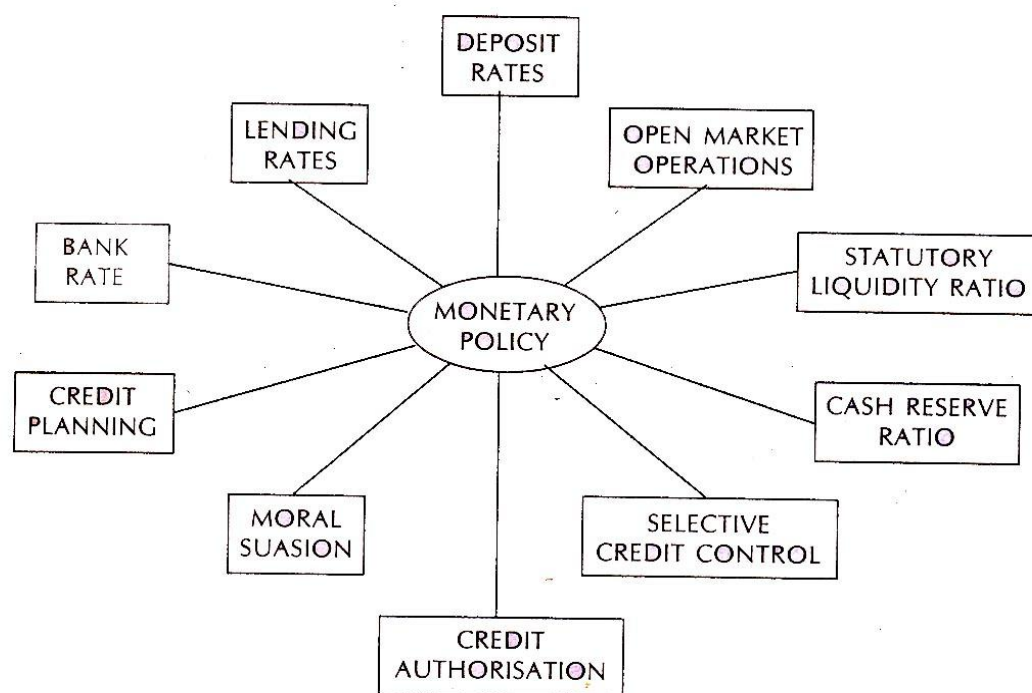 DEPOSIT
RATES
LENDING
RATES
OPEN MARKET
OPERATIONS
BANK
RATE
STATUTORY
LIQUIDITY RATIO
MONETARY
POLICY
CREDIT
PLANNING
CASH RESERVE
RATIO
MORAL
SUASION
SELECTIVE
CREDIT CONTROL
CREDIT
AUTHORISATION